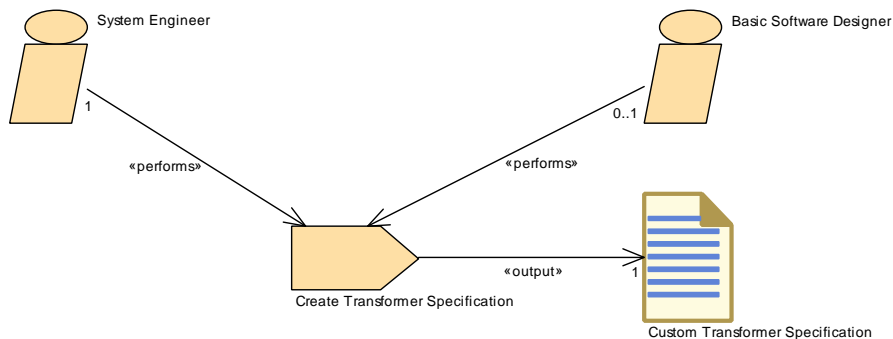 System Engineer
Basic Software Designer
1
0..1
«performs»
«performs»
«output»
1
Create Transformer Specification
Custom Transformer Specification